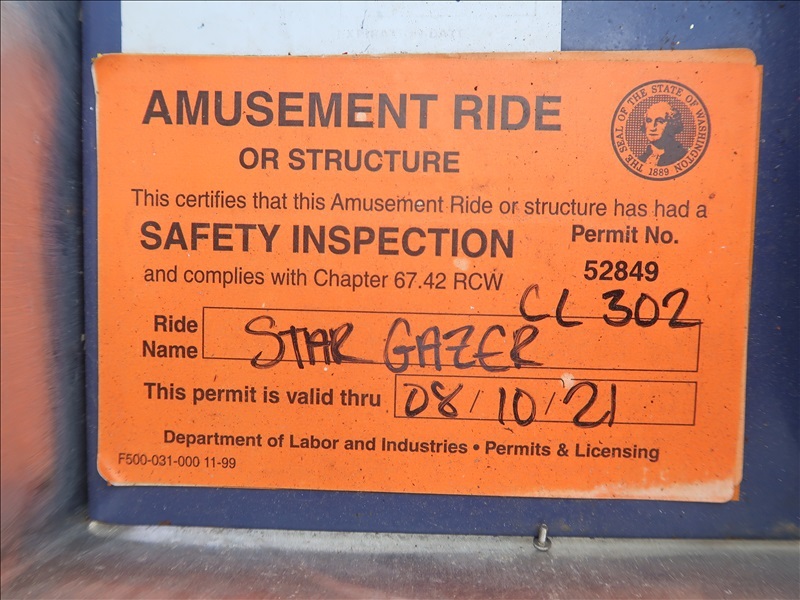 AMUSEMENT RIDE
OR STRUCTURE
THE SEAL OF THE STATE OF WASHINGTON
1889
This certifies that this Amusement Ride or structure has had a
SAFETY INSPECTION
Permit No.
and complies with Chapter 67.42 RCW
52849
CL 302
Ride Name STAR GAZER
This permit is valid thru 08/10/21
Department of Labor and Industries • Permits & Licensing
F500-031-000 11-99